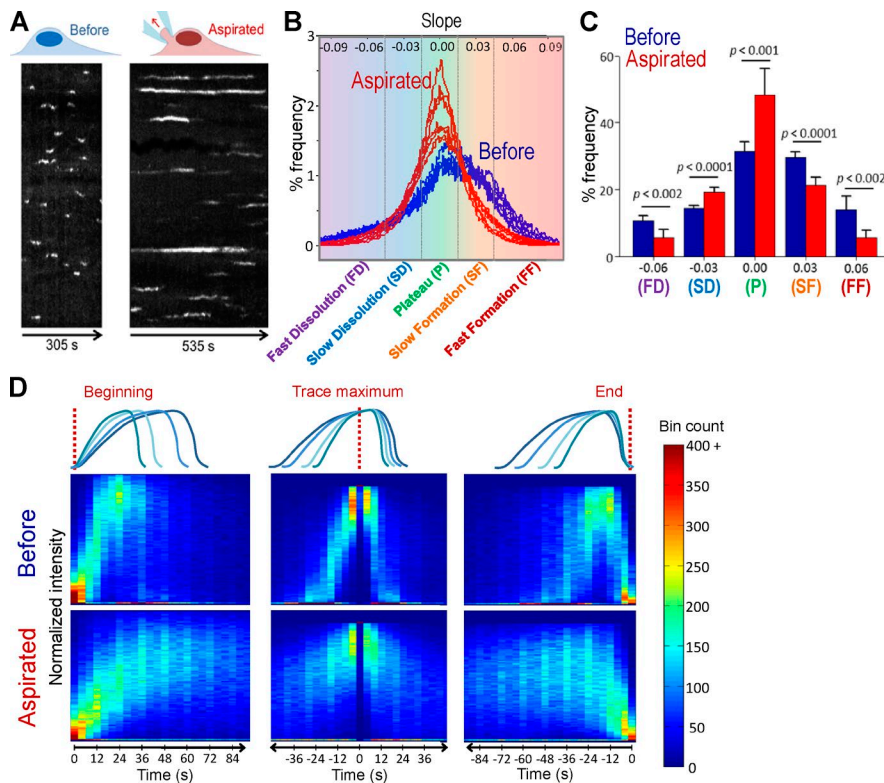 A
Before
Aspirated
305 s
535 s
B
Slope
-0.09 -0.06 -0.03 0.00 0.03 0.06 0.09
3
2
1
0
% frequency
Aspirated
Before
Fast Dissolution (FD)
Slow Dissolution (SD)
Plateau (P)
Slow Formation (SF)
Fast Formation (FF)
C
Before
Aspirated
% frequency
60
40
20
0
p < 0.002
p < 0.0001
p < 0.001
p < 0.0001
p < 0.002
-0.06 -0.03 0.00 0.03 0.06
(FD) (SD) (P) (SF) (FF)
D
Beginning
Trace maximum
End
Before
Aspirated
Normalized intensity
0 12 24 36 48 60 72 84
Time (s)
-36 -24 -12 0 12 24 36
Time (s)
-84 -72 -60 -48 -36 -24 -12 0
Time (s)
Bin count
400 +
350
300
250
200
150
100
50
0